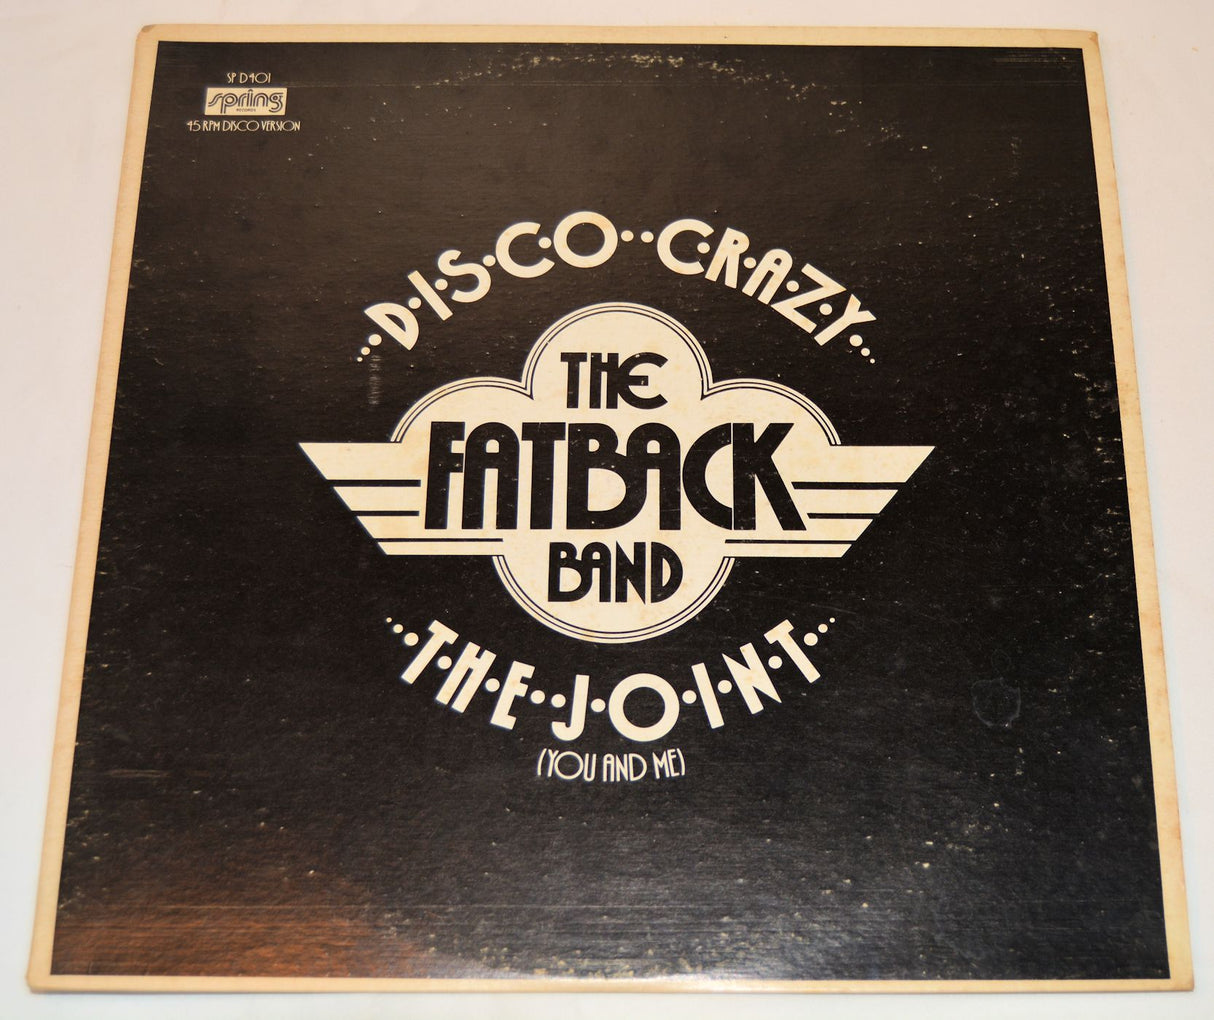 SP D401
spring
RECORDS
45 RPM DISCO VERSION
D·I·S·C·O··C·R·A·Z·Y
THE
FATBACK
BAND
T·H·E··J·O·I·N·T
(YOU AND ME)